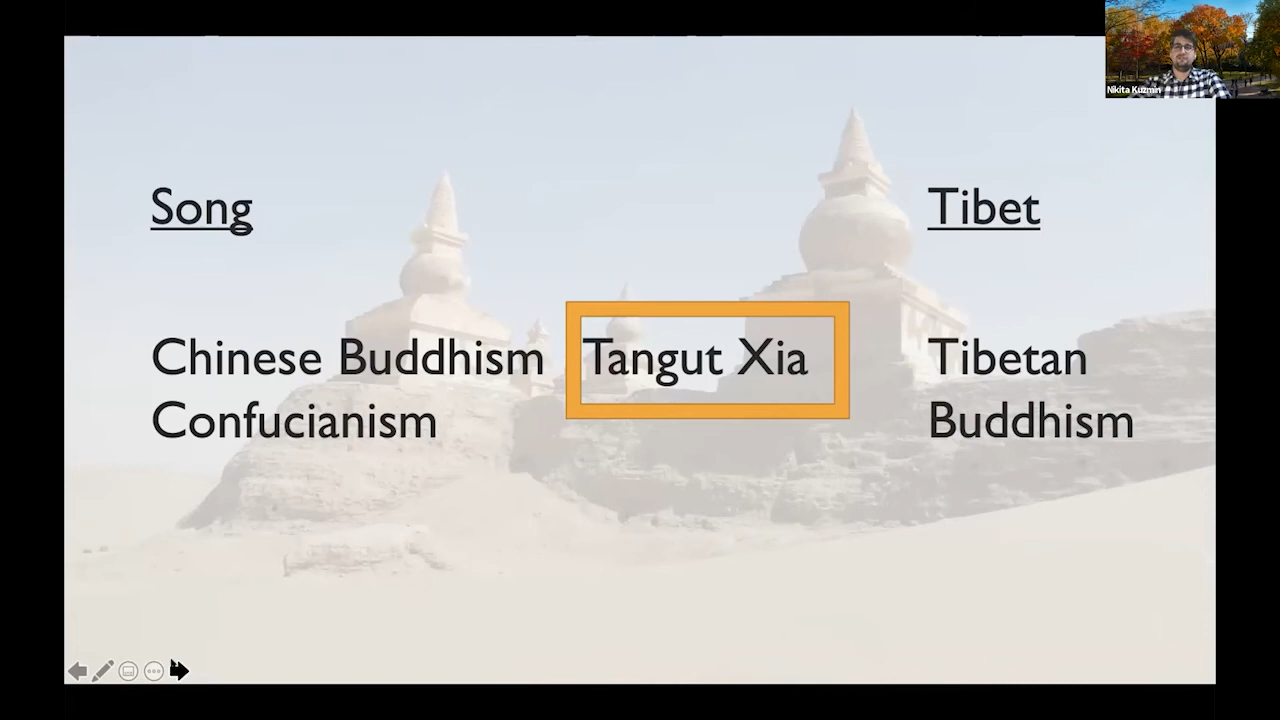 Nikita Kuzmin
Song
Tibet
Chinese Buddhism
Confucianism
Tangut Xia
Tibetan
Buddhism